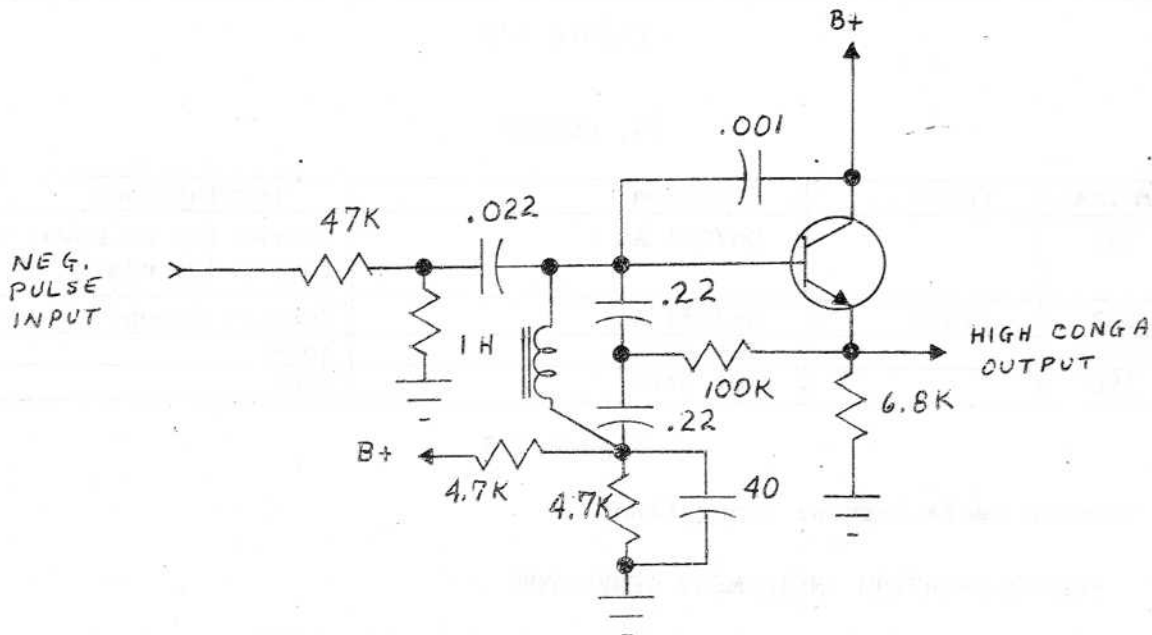 B+
.001
47K
.022
NEG.
PULSE
INPUT
.22
1H
HIGH CONGA
OUTPUT
100K
6.8K
.22
B+
4.7K
4.7K
40